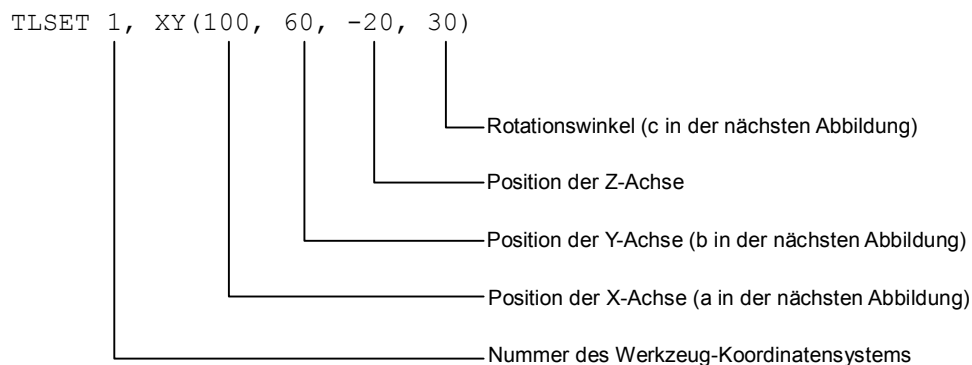 TLSET 1, XY(100, 60, -20, 30)
Rotationswinkel (c in der nächsten Abbildung)
Position der Z-Achse
Position der Y-Achse (b in der nächsten Abbildung)
Position der X-Achse (a in der nächsten Abbildung)
Nummer des Werkzeug-Koordinatensystems